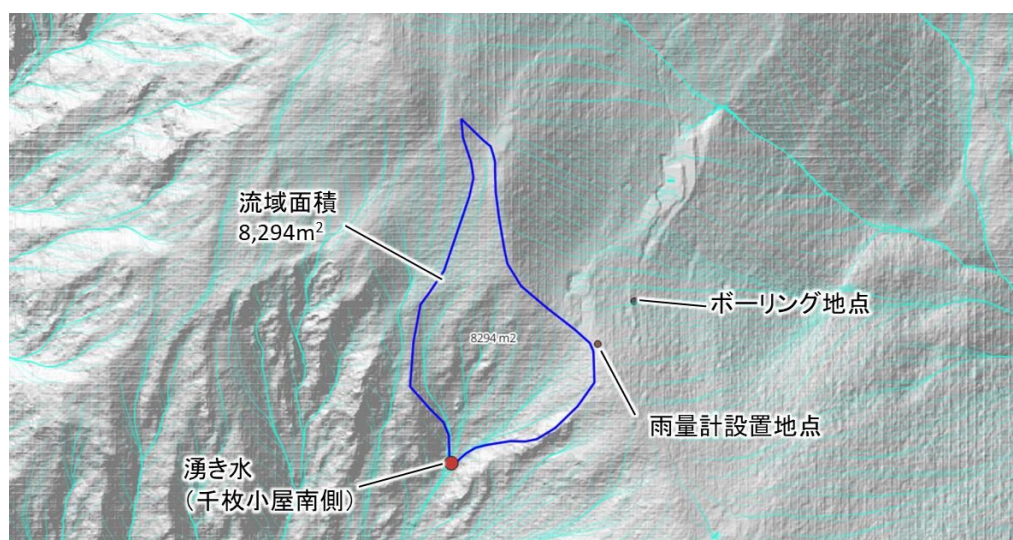 流域面積
8,294m²
8294 m2
ボーリング地点
雨量計設置地点
湧き水
（千枚小屋南側）